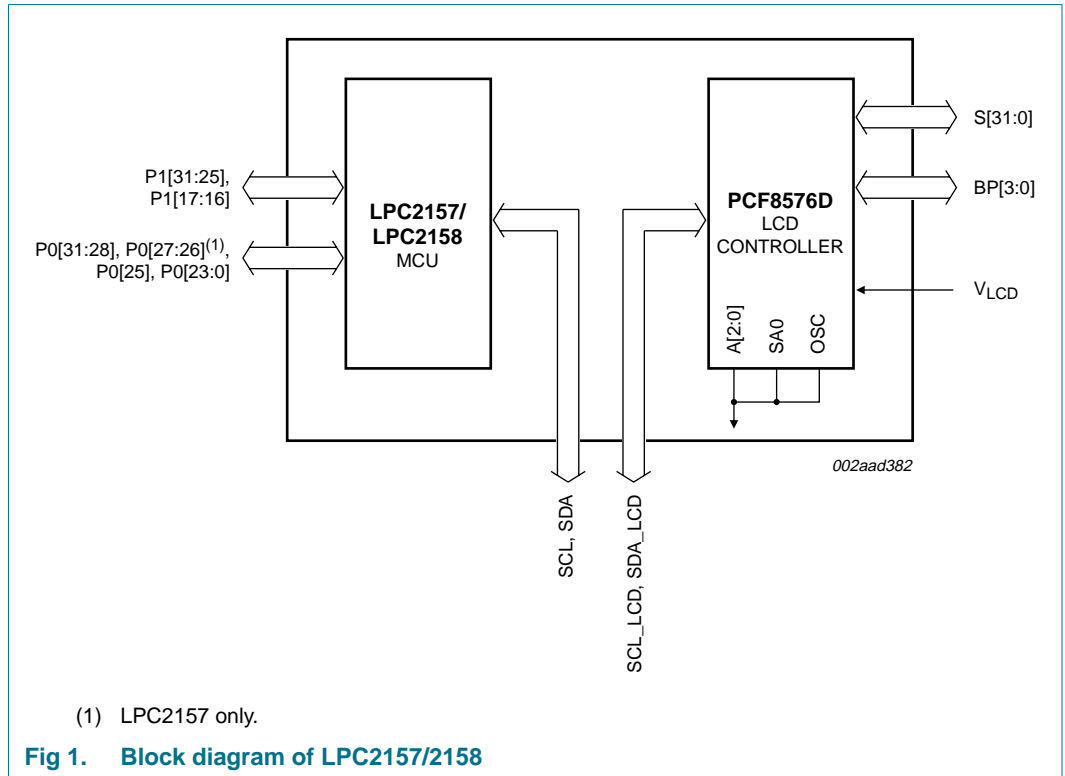 P1[31:25],
P1[17:16]
P0[31:28], P0[27:26](1),
P0[25], P0[23:0]
LPC2157/
LPC2158
MCU
PCF8576D
LCD
CONTROLLER
A[2:0]
SA0
OSC
S[31:0]
BP[3:0]
VLCD
002aad382
SCL, SDA
SCL_LCD, SDA_LCD
(1) LPC2157 only.
Fig 1. Block diagram of LPC2157/2158